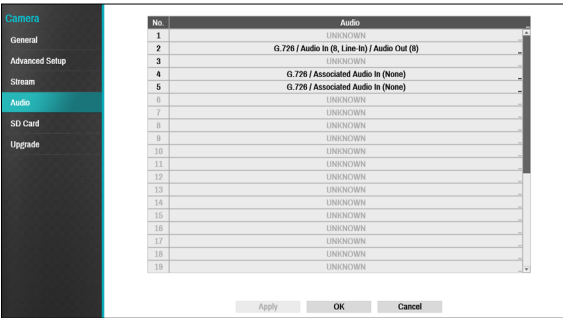 Camera
General
Advanced Setup
Stream
Audio
SD Card
Upgrade
No. Audio ...
1 UNKNOWN ...
2 G.726 / Audio In (8, Line-In) / Audio Out (8) ...
3 UNKNOWN ...
4 G.726 / Associated Audio In (None) ...
5 G.726 / Associated Audio In (None) ...
6 UNKNOWN ...
7 UNKNOWN ...
8 UNKNOWN ...
9 UNKNOWN ...
10 UNKNOWN ...
11 UNKNOWN ...
12 UNKNOWN ...
13 UNKNOWN ...
14 UNKNOWN ...
15 UNKNOWN ...
16 UNKNOWN ...
17 UNKNOWN ...
18 UNKNOWN ...
19 UNKNOWN ...
Apply OK Cancel